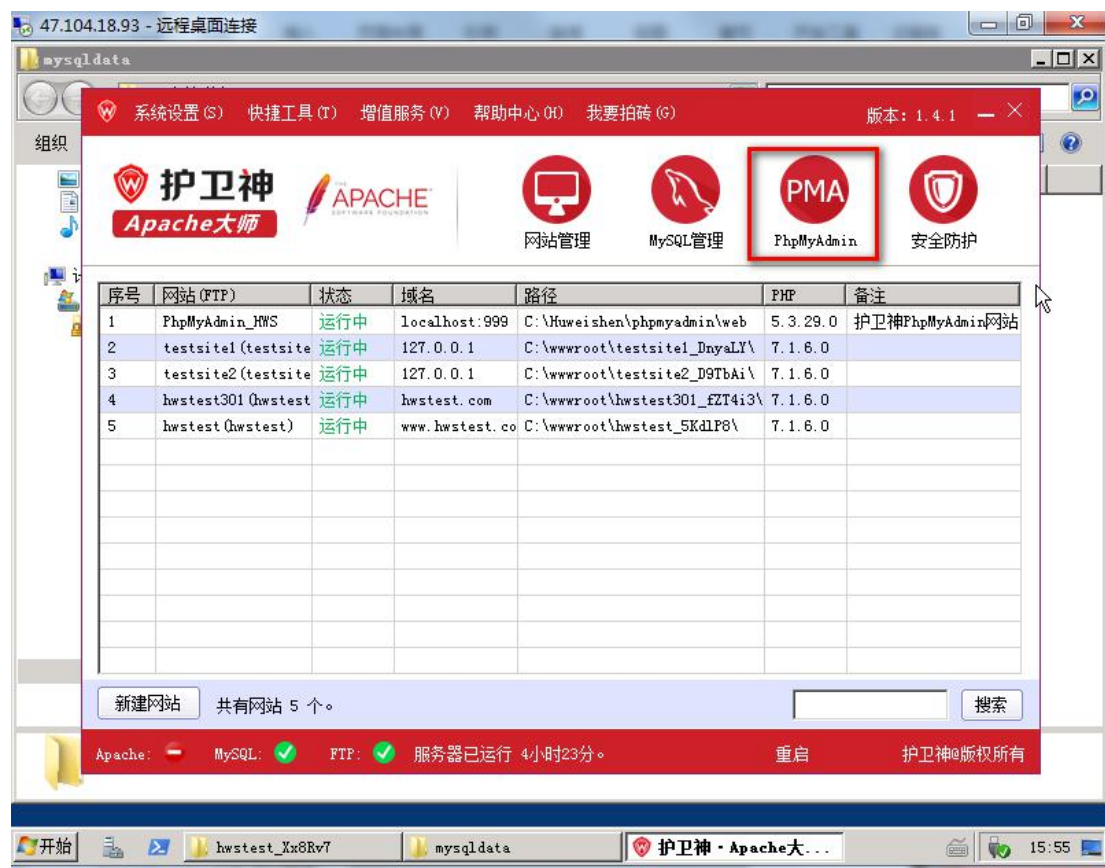 47.104.18.93 - 远程桌面连接
mysqldata
系统设置(S) 快捷工具(T) 增值服务(V) 帮助中心(H) 我要拍砖(G) 版本: 1.4.1
组织
护卫神
Apache大师
THE
APACHE
SOFTWARE FOUNDATION
PMA
网站管理 MySQL管理 PhpMyAdmin 安全防护
序号 网站(FTP) 状态 域名 路径 PHP 备注
1 PhpMyAdmin_HWS 运行中 localhost:999 C:\Huweishen\phpmyadmin\web 5.3.29.0 护卫神PhpMyAdmin网站
2 testsite1(testsite 运行中 127.0.0.1 C:\wwwroot\testsite1_DnyaLY\ 7.1.6.0
3 testsite2(testsite 运行中 127.0.0.1 C:\wwwroot\testsite2_D9TbAi\ 7.1.6.0
4 hwstest301(hwstest 运行中 hwstest.com C:\wwwroot\hwstest301_fZT4i3\ 7.1.6.0
5 hwstest(hwstest) 运行中 www.hwstest.co C:\wwwroot\hwstest_5KdlP8\ 7.1.6.0
新建网站 共有网站 5 个。 搜索
Apache: MySQL: FTP: 服务器已运行 4小时23分。 重启 护卫神@版权所有
开始 hwstest_Xx8Rv7 mysqldata 护卫神·Apache大... 15:55